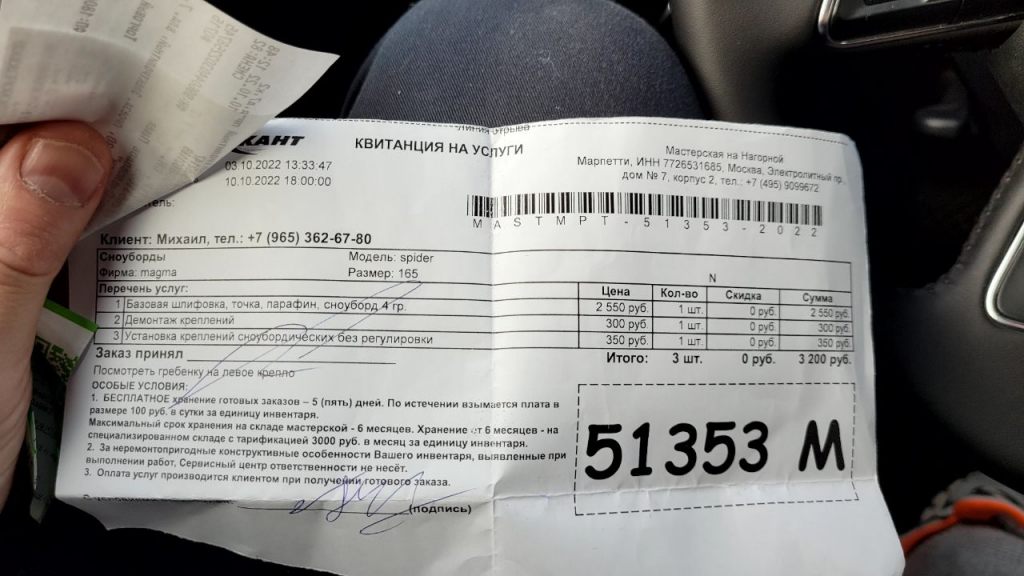 линия отрыва
КАНТ
КВИТАНЦИЯ НА УСЛУГИ
03.10.2022 13:33:47
10.10.2022 18:00:00
Мастерская на Нагорной
Марпетти, ИНН 7726531685, Москва, Электролитный пр.,
дом № 7, корпус 2, тел.: +7 (495) 9099672
MASTMPT-51353-2022
Клиент: Михаил, тел.: +7 (965) 362-67-80
Сноуборды Модель: spider
Фирма: magma Размер: 165 N
Перечень услуг: Цена Кол-во Скидка Сумма
1 Базовая шлифовка, точка, парафин, сноуборд 4 гр. 2 550 руб. 1 шт. 0 руб. 2 550 руб.
2 Демонтаж креплений 300 руб. 1 шт. 0 руб. 300 руб.
3 Установка креплений сноубордических без регулировки 350 руб. 1 шт. 0 руб. 350 руб.
Итого: 3 шт. 0 руб. 3 200 руб.
Заказ принял
Посмотреть гребенку на левое крепло
ОСОБЫЕ УСЛОВИЯ:
1. БЕСПЛАТНОЕ хранение готовых заказов – 5 (пять) дней. По истечении взымается плата в
размере 100 руб. в сутки за единицу инвентаря.
Максимальный срок хранения на складе мастерской - 6 месяцев. Хранение от 6 месяцев - на
специализированном складе с тарификацией 3000 руб. в месяц за единицу инвентаря.
2. За неремонтопригодные конструктивные особенности Вашего инвентаря, выявленные при
выполнении работ, Сервисный центр ответственности не несёт.
3. Оплата услуг производится клиентом при получении готового заказа.
(подпись)
51353 М